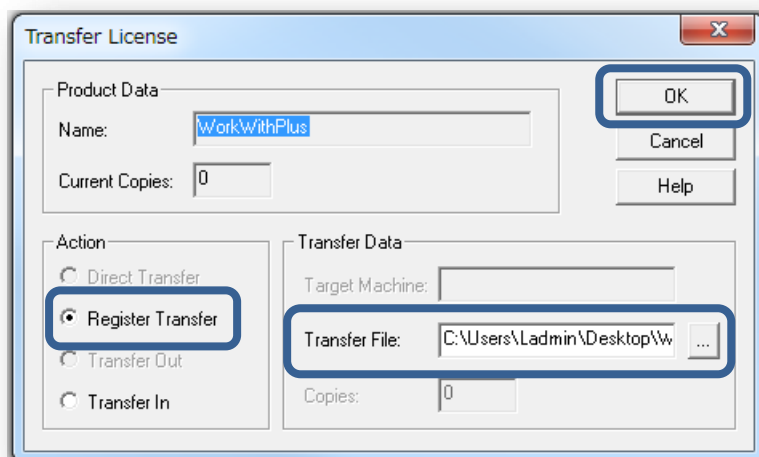 Transfer License
Product Data
Name: WorkWithPlus
Current Copies: 0
OK
Cancel
Help
Action
Direct Transfer
Register Transfer
Transfer Out
Transfer In
Transfer Data
Target Machine:
Transfer File: C:\Users\Ladmin\Desktop\W ...
Copies: 0